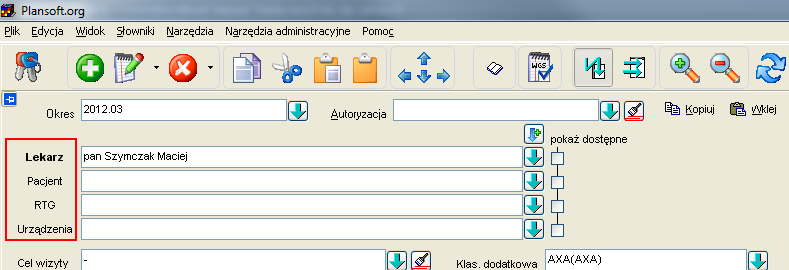 Plansoft.org
Plik Edycja Widok Słowniki Narzędzia Narzędzia administracyjne Pomoc
WGS
Okres 2012.03 Autoryzacja Kopiuj Wklej
pokaż dostępne
Lekarz pan Szymczak Maciej
Pacjent
RTG
Urządzenia
Cel wizyty - Klas. dodatkowa AXA(AXA)